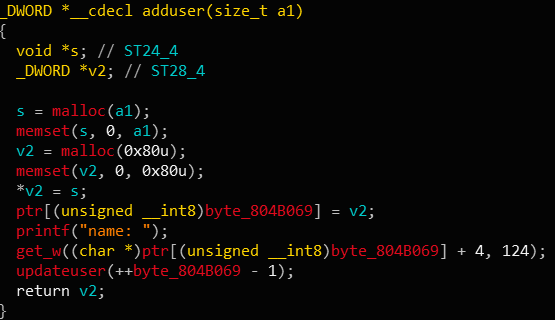 _DWORD *__cdecl adduser(size_t a1)
{
  void *s; // ST24_4
  _DWORD *v2; // ST28_4

  s = malloc(a1);
  memset(s, 0, a1);
  v2 = malloc(0x80u);
  memset(v2, 0, 0x80u);
  *v2 = s;
  ptr[(unsigned __int8)byte_804B069] = v2;
  printf("name: ");
  get_w((char *)ptr[(unsigned __int8)byte_804B069] + 4, 124);
  updateuser(++byte_804B069 - 1);
  return v2;
}